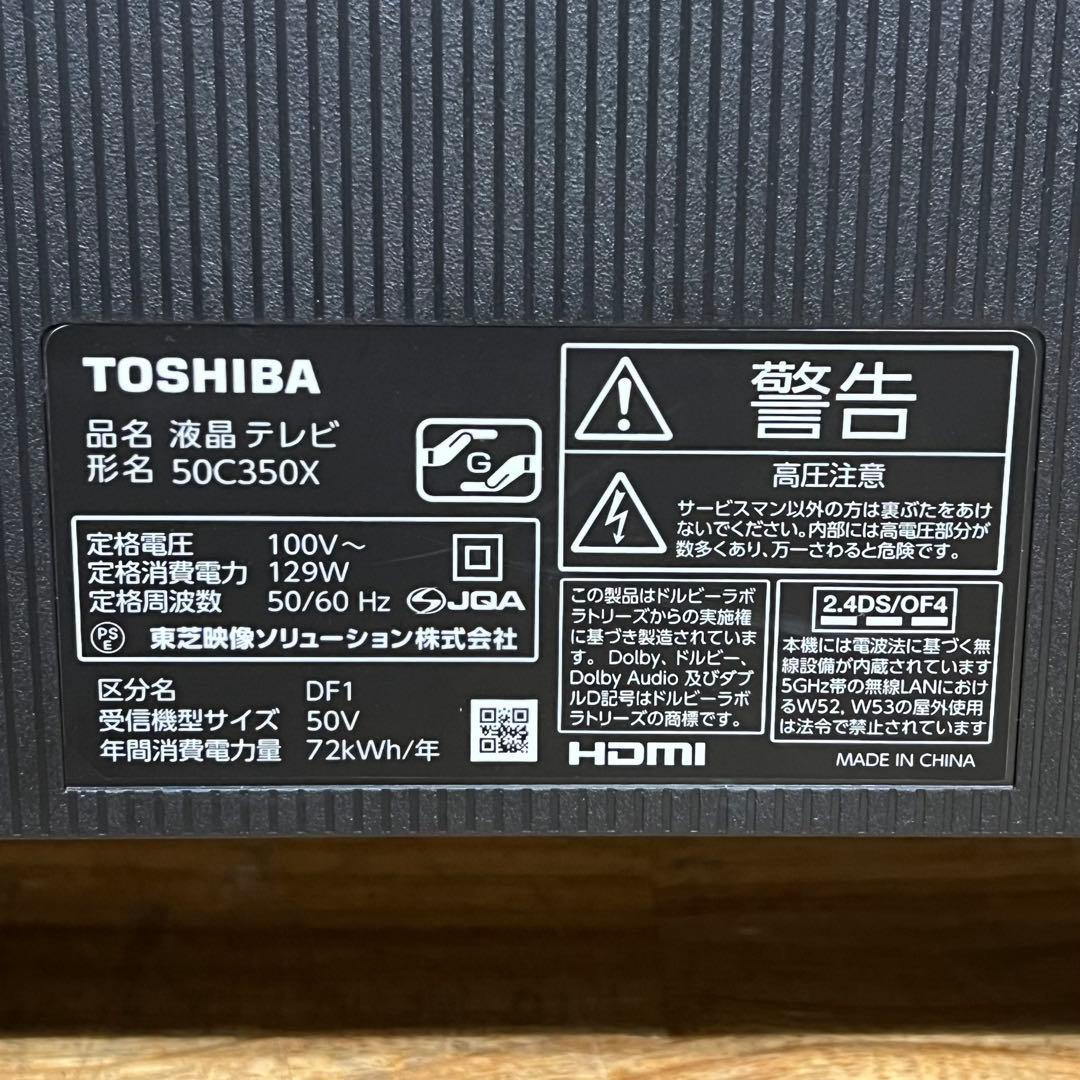 TOSHIBA
品名 液晶テレビ
形名 50C350X
G
定格電圧 100V～
定格消費電力 129W
定格周波数 50/60 Hz
JQA
PS
E
東芝映像ソリューション株式会社
区分名 DF1
受信機型サイズ 50V
年間消費電力量 72kWh/年
警告
高圧注意
サービスマン以外の方は裏ぶたをあけ
ないでください。内部には高電圧部分が
数多くあり、万一さわると危険です。
この製品はドルビーラボ
ラトリーズからの実施権
に基づき製造されていま
す。Dolby、ドルビー、
Dolby Audio 及びダブ
ルD記号はドルビーラボ
ラトリーズの商標です。
HDMI
2.4DS/OF4
本機には電波法に基づく無
線設備が内蔵されています
5GHz帯の無線LANにおけ
るW52, W53の屋外使用
は法令で禁止されています
MADE IN CHINA